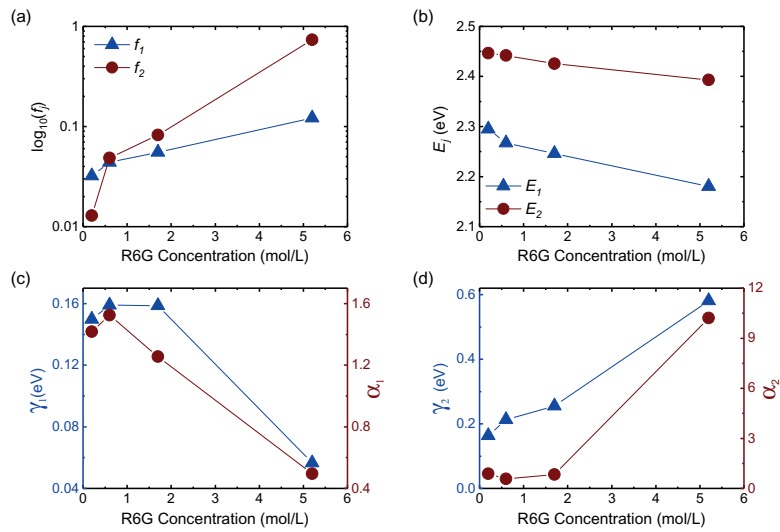 (a)
1
0.1
0.01
log₁₀(fⱼ)
f₁
f₂
0 1 2 3 4 5 6
R6G Concentration (mol/L)
(b)
2.5
2.4
2.3
2.2
2.1
Eⱼ (eV)
E₁
E₂
0 1 2 3 4 5 6
R6G Concentration (mol/L)
(c)
0.16
0.12
0.08
0.04
γ₁(eV)
1.6
1.2
0.8
0.4
α₁
0 1 2 3 4 5 6
R6G Concentration (mol/L)
(d)
0.6
0.4
0.2
0.0
γ₂ (eV)
12
9
6
3
0
α₂
0 1 2 3 4 5 6
R6G Concentration (mol/L)